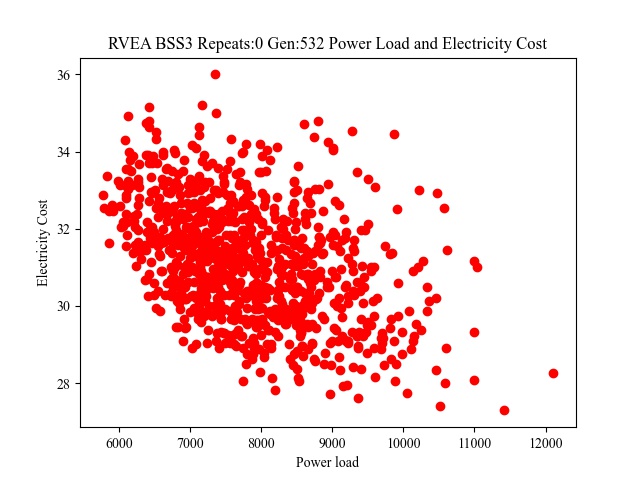 RVEA BSS3 Repeats:0 Gen:532 Power Load and Electricity Cost
36
34
32
30
28
Electricity Cost
6000 7000 8000 9000 10000 11000 12000
Power load